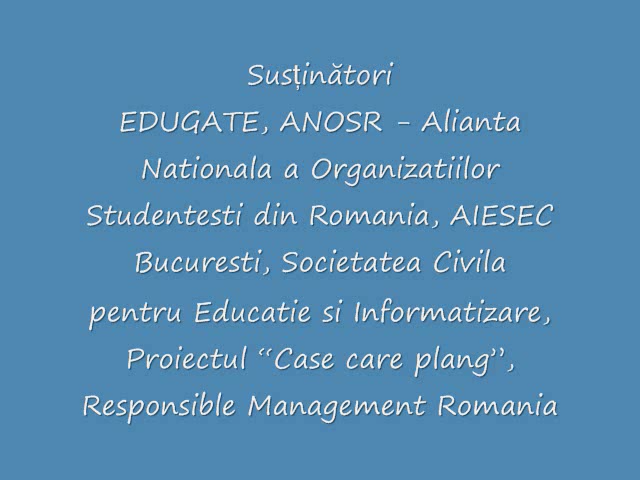 Susținători
EDUGATE, ANOSR - Alianta
Nationala a Organizatiilor
Studentesti din Romania, AIESEC
Bucuresti, Societatea Civila
pentru Educatie si Informatizare,
Proiectul “Case care plang”,
Responsible Management Romania